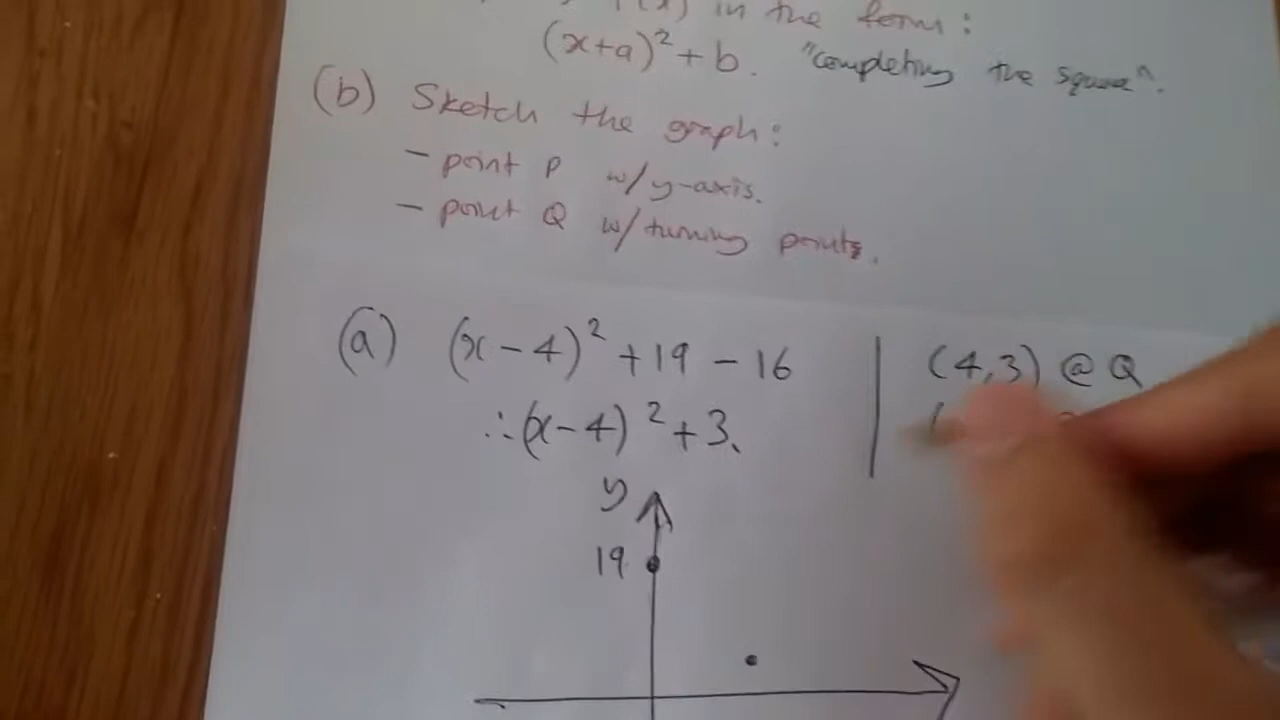 in the form:
(x+a)² + b. "completing the square".
(b) Sketch the graph:
- point P w/ y-axis.
- point Q w/ turning points.
(a) (x-4)² + 19 - 16
∴ (x-4)² + 3.
(4,3) @ Q
y
19